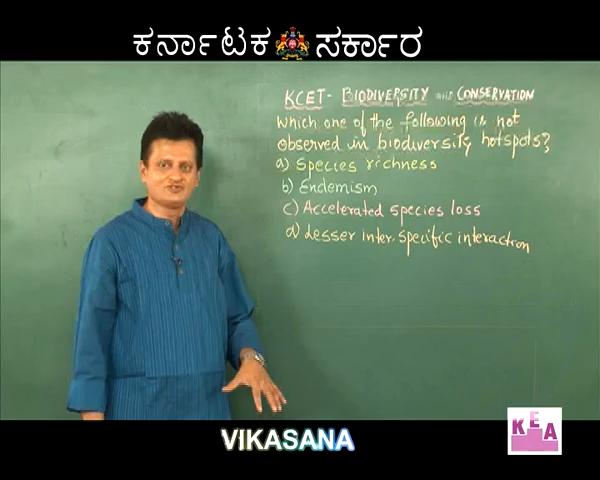 ಕರ್ನಾಟಕ ಸರ್ಕಾರ
KCET- BIODIVERSITY AND CONSERVATION
Which one of the following is not
observed in biodiversity hotspots?
a) Species richness
b) Endemism
c) Accelerated species loss
d) Lesser Inter-specific interaction
VIKASANA
KEA